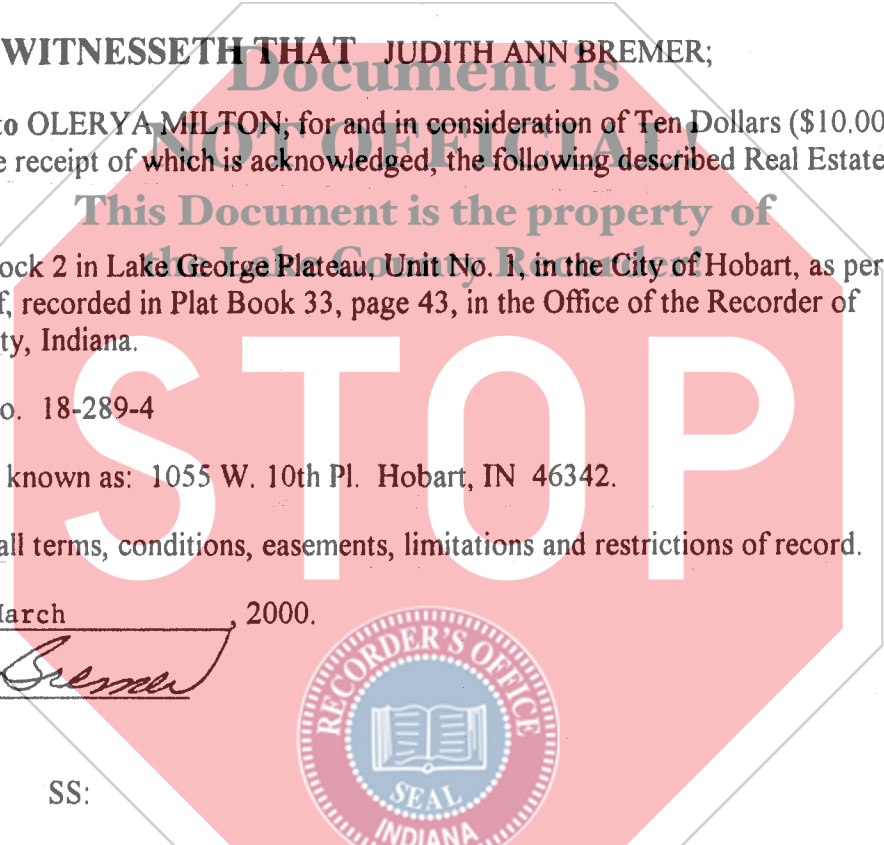 WITNESSETH THAT JUDITH ANN BREMER;
Document is
to OLERYA MILTON; for and in consideration of Ten Dollars ($10.00
NOT OFFICIAL
e receipt of which is acknowledged, the following described Real Estate
This Document is the property of
the Lake County Recorder!
ock 2 in Lake George Plateau, Unit No. 1, in the City of Hobart, as per
f, recorded in Plat Book 33, page 43, in the Office of the Recorder of
ty, Indiana.
STOP
o. 18-289-4
known as: 1055 W. 10th Pl. Hobart, IN 46342.
all terms, conditions, easements, limitations and restrictions of record.
March, 2000.
Bremer
RECORDER'S OFFICE
SEAL
INDIANA
SS: